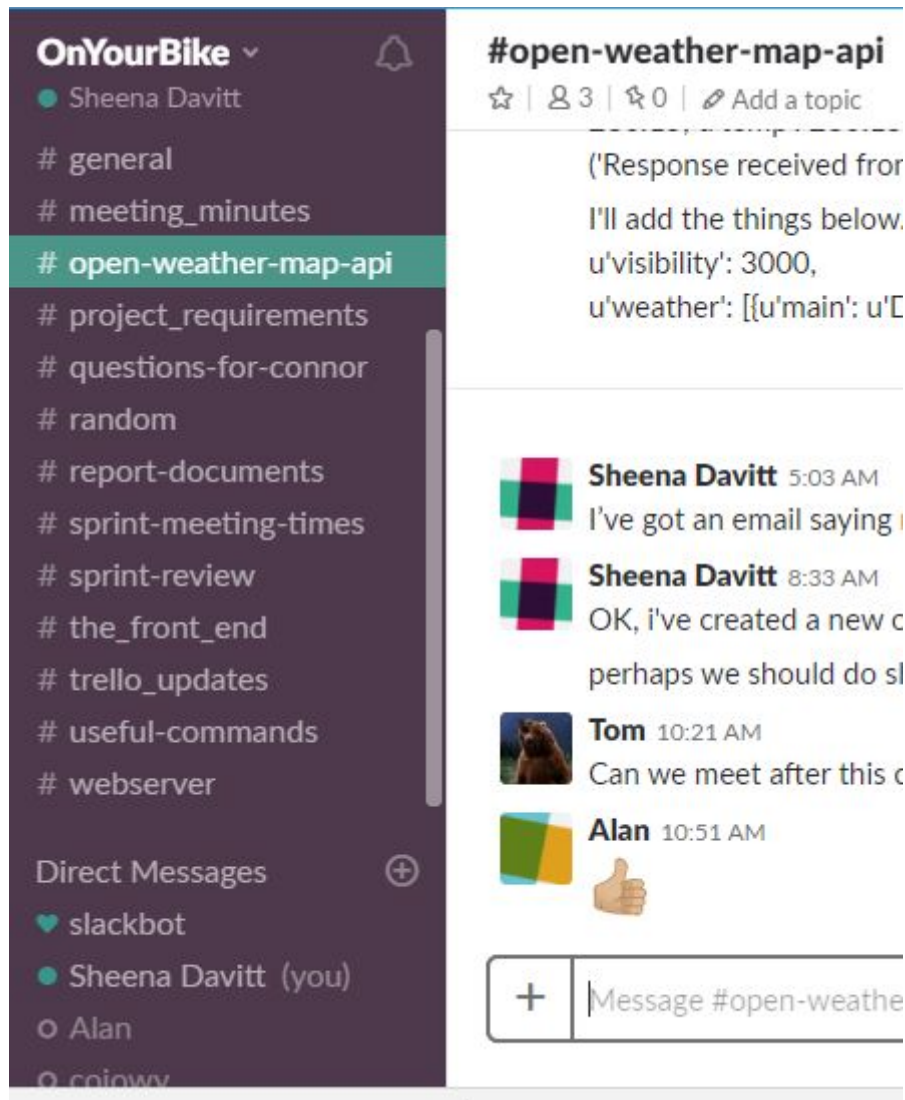 OnYourBike
Sheena Davitt
# general
# meeting_minutes
# open-weather-map-api
# project_requirements
# questions-for-connor
# random
# report-documents
# sprint-meeting-times
# sprint-review
# the_front_end
# trello_updates
# useful-commands
# webserver
Direct Messages
slackbot
Sheena Davitt (you)
Alan
cojowy
#open-weather-map-api
3 | 0 | Add a topic
('Response received from
I'll add the things below.
u'visibility': 3000,
u'weather': [{u'main': u'D
Sheena Davitt 5:03 AM
I've got an email saying
Sheena Davitt 8:33 AM
OK, i've created a new
perhaps we should do
Tom 10:21 AM
Can we meet after this
Alan 10:51 AM
+
Message #open-weathe